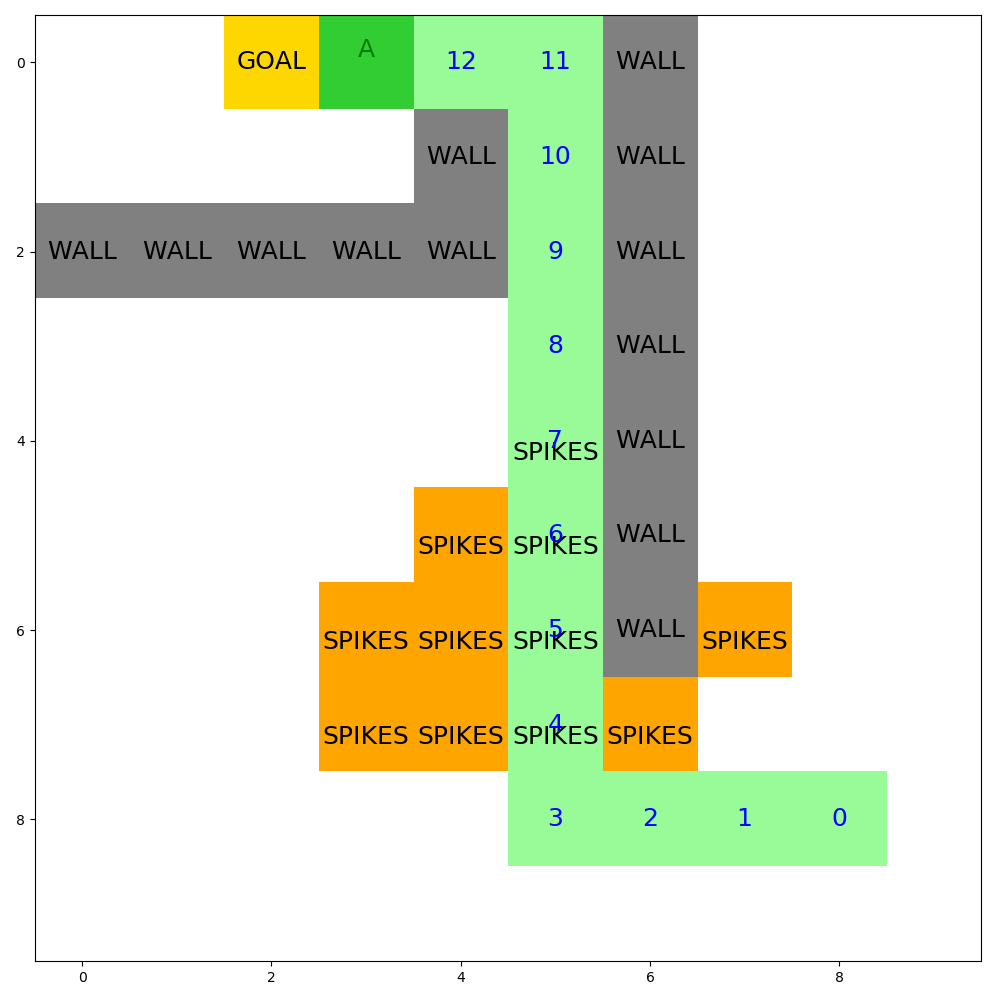 0 GOAL A 12 11 WALL
WALL 10 WALL
2 WALL WALL WALL WALL WALL 9 WALL
8 WALL
4 7 SPIKES WALL
SPIKES 6 SPIKES WALL
6 SPIKES SPIKES 5 SPIKES WALL SPIKES
SPIKES SPIKES 4 SPIKES SPIKES
8 3 2 1 0
0 2 4 6 8